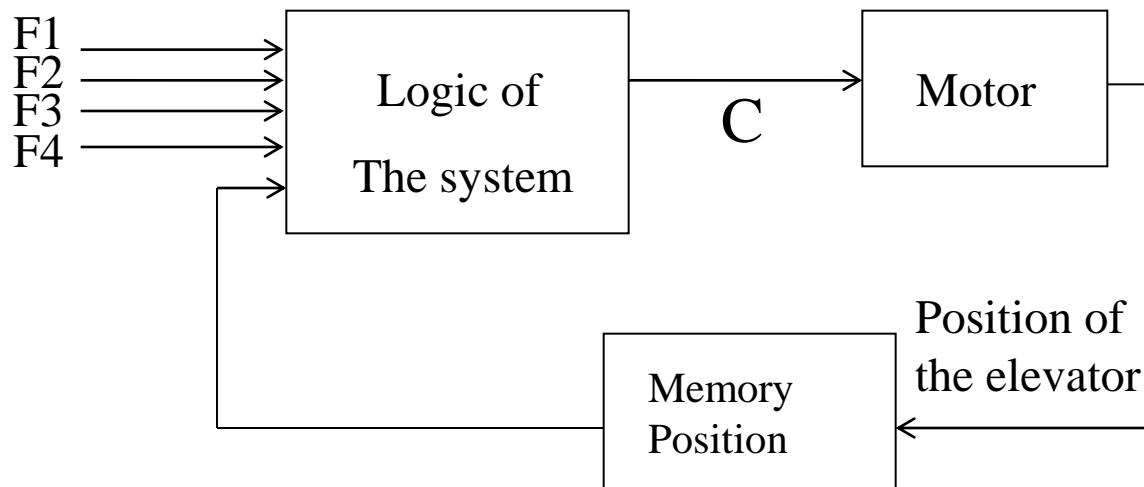 F1
F2
F3
F4
Logic of
The system
C
Motor
Position of
the elevator
Memory
Position